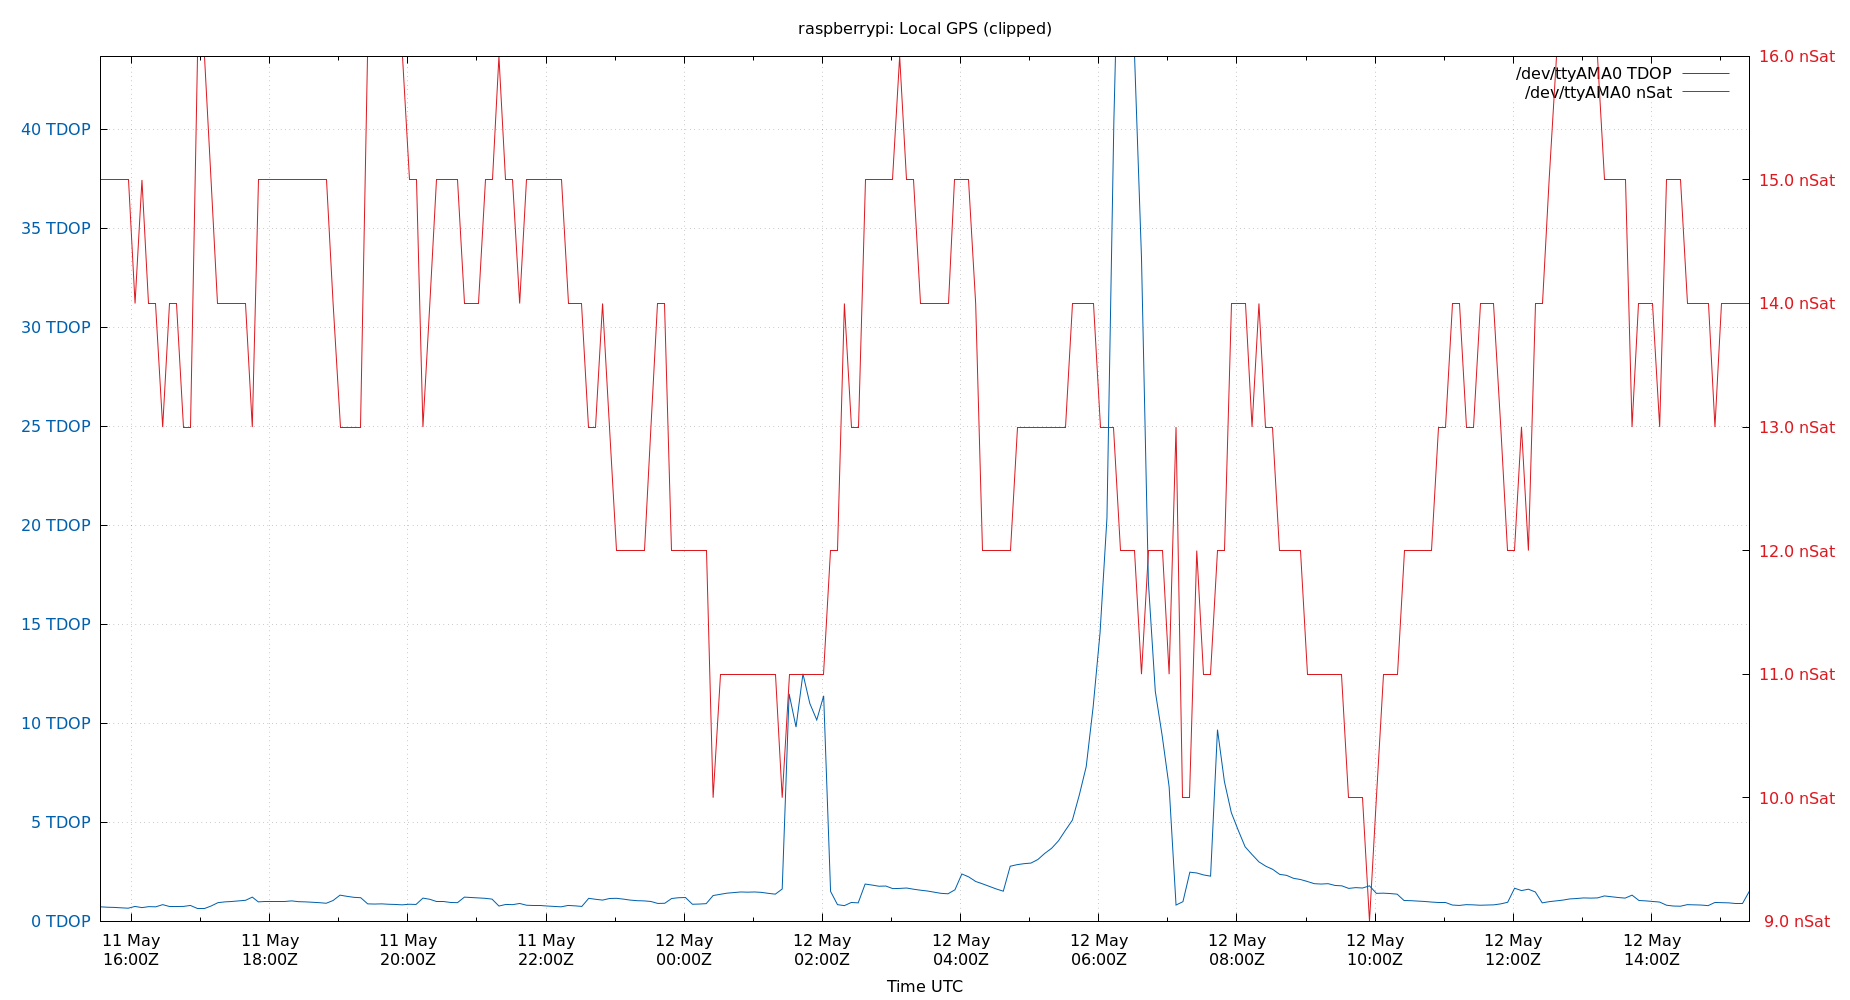 raspberrypi: Local GPS (clipped)
/dev/ttyAMA0 TDOP
/dev/ttyAMA0 nSat
40 TDOP
35 TDOP
30 TDOP
25 TDOP
20 TDOP
15 TDOP
10 TDOP
5 TDOP
0 TDOP
16.0 nSat
15.0 nSat
14.0 nSat
13.0 nSat
12.0 nSat
11.0 nSat
10.0 nSat
9.0 nSat
11 May
16:00Z
11 May
18:00Z
11 May
20:00Z
11 May
22:00Z
12 May
00:00Z
12 May
02:00Z
12 May
04:00Z
12 May
06:00Z
12 May
08:00Z
12 May
10:00Z
12 May
12:00Z
12 May
14:00Z
Time UTC